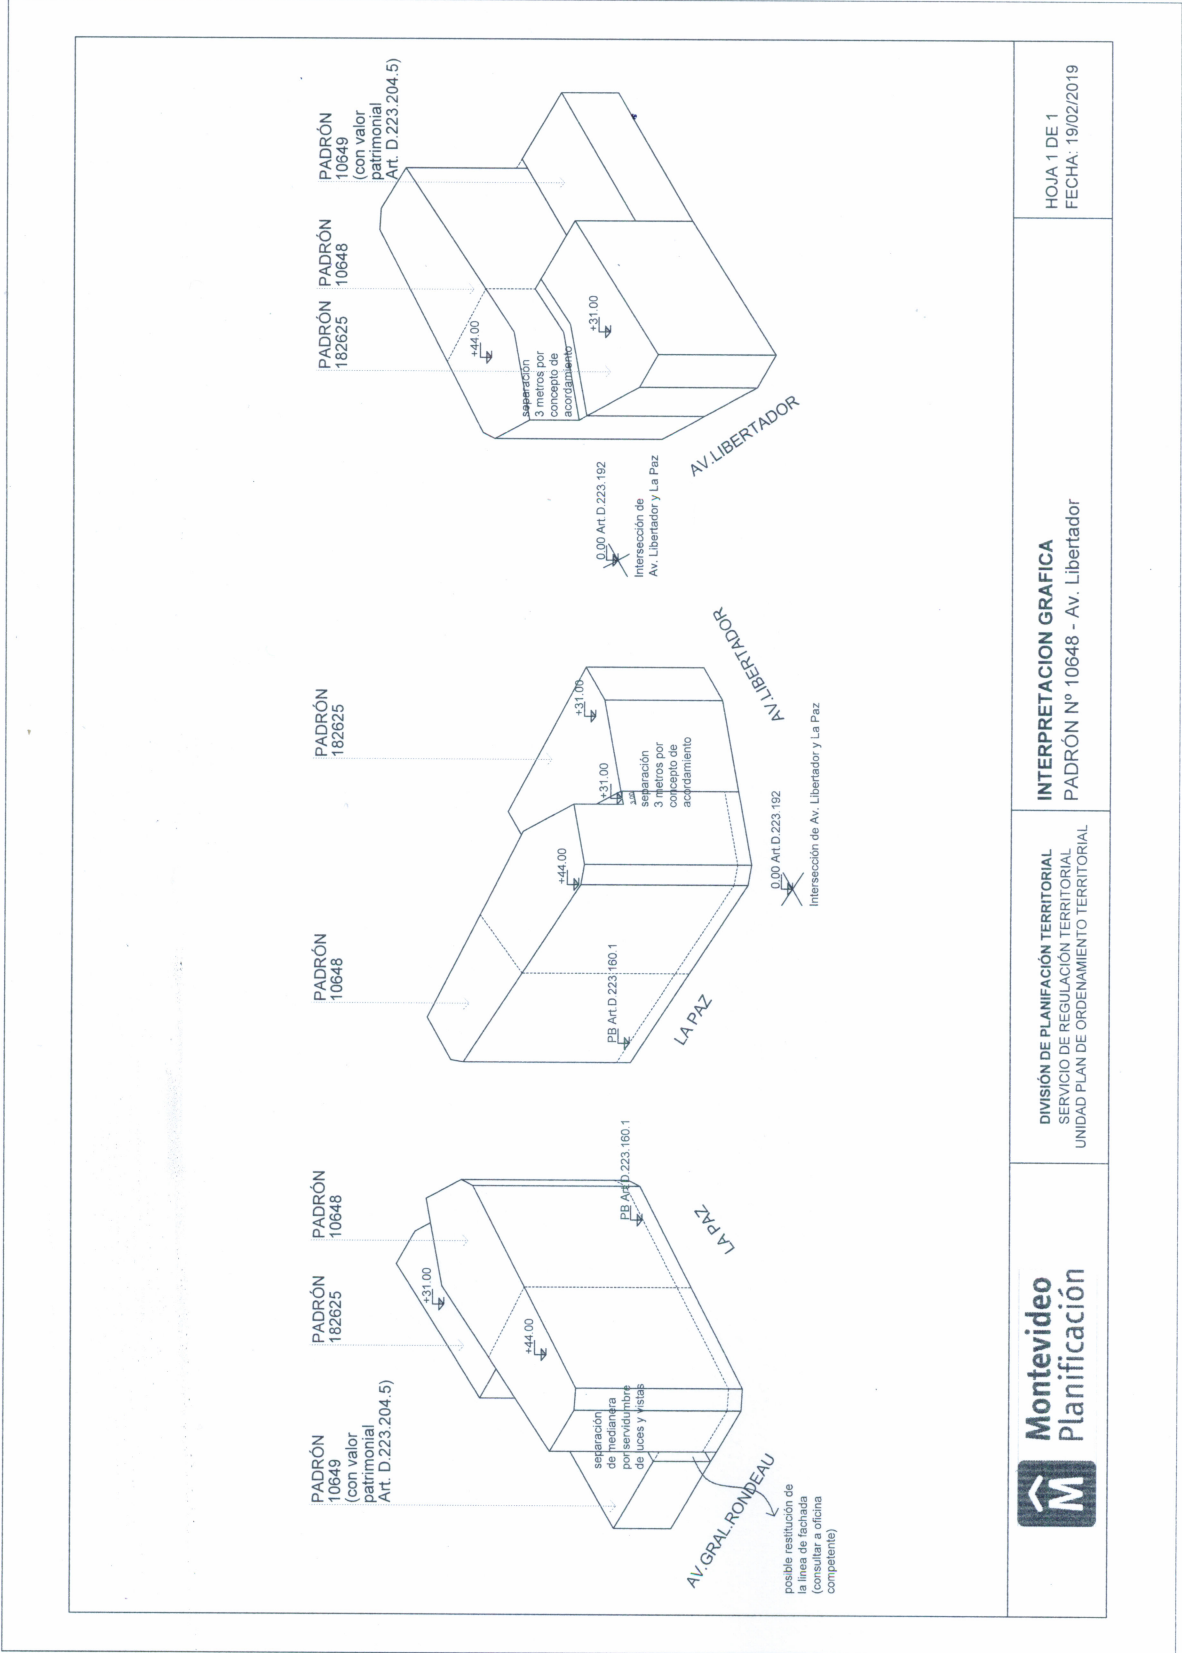 PADRÓN
10649
(con valor
patrimonial
Art. D.223.204.5)
PADRÓN
182625
PADRÓN
10648
+31.00
+44.00
separación
de medianera
por servidumbre
de luces y vistas
PB Art.D.223.160.1
LA PAZ
AV.GRAL.RONDEAU
posible restitución de
la linea de fachada
(consultar a oficina
competente)
PADRÓN
10648
PADRÓN
182625
+44.00
+31.00
+31.00
separación
3 metros por
concepto de
acordamiento
PB Art.D.223.160.1
LA PAZ
AV.LIBERTADOR
0.00 Art.D.223.192
Intersección de Av. Libertador y La Paz
PADRÓN
182625
PADRÓN
10648
PADRÓN
10649
(con valor
patrimonial
Art. D.223.204.5)
+44.00
separación
3 metros por
concepto de
acordamiento
+31.00
0.00 Art.D.223.192
Intersección de
Av. Libertador y La Paz
AV.LIBERTADOR
M
Montevideo
Planificación
DIVISIÓN DE PLANIFACIÓN TERRITORIAL
SERVICIO DE REGULACIÓN TERRITORIAL
UNIDAD PLAN DE ORDENAMIENTO TERRITORIAL
INTERPRETACION GRAFICA
PADRÓN Nº 10648 - Av. Libertador
HOJA 1 DE 1
FECHA: 19/02/2019